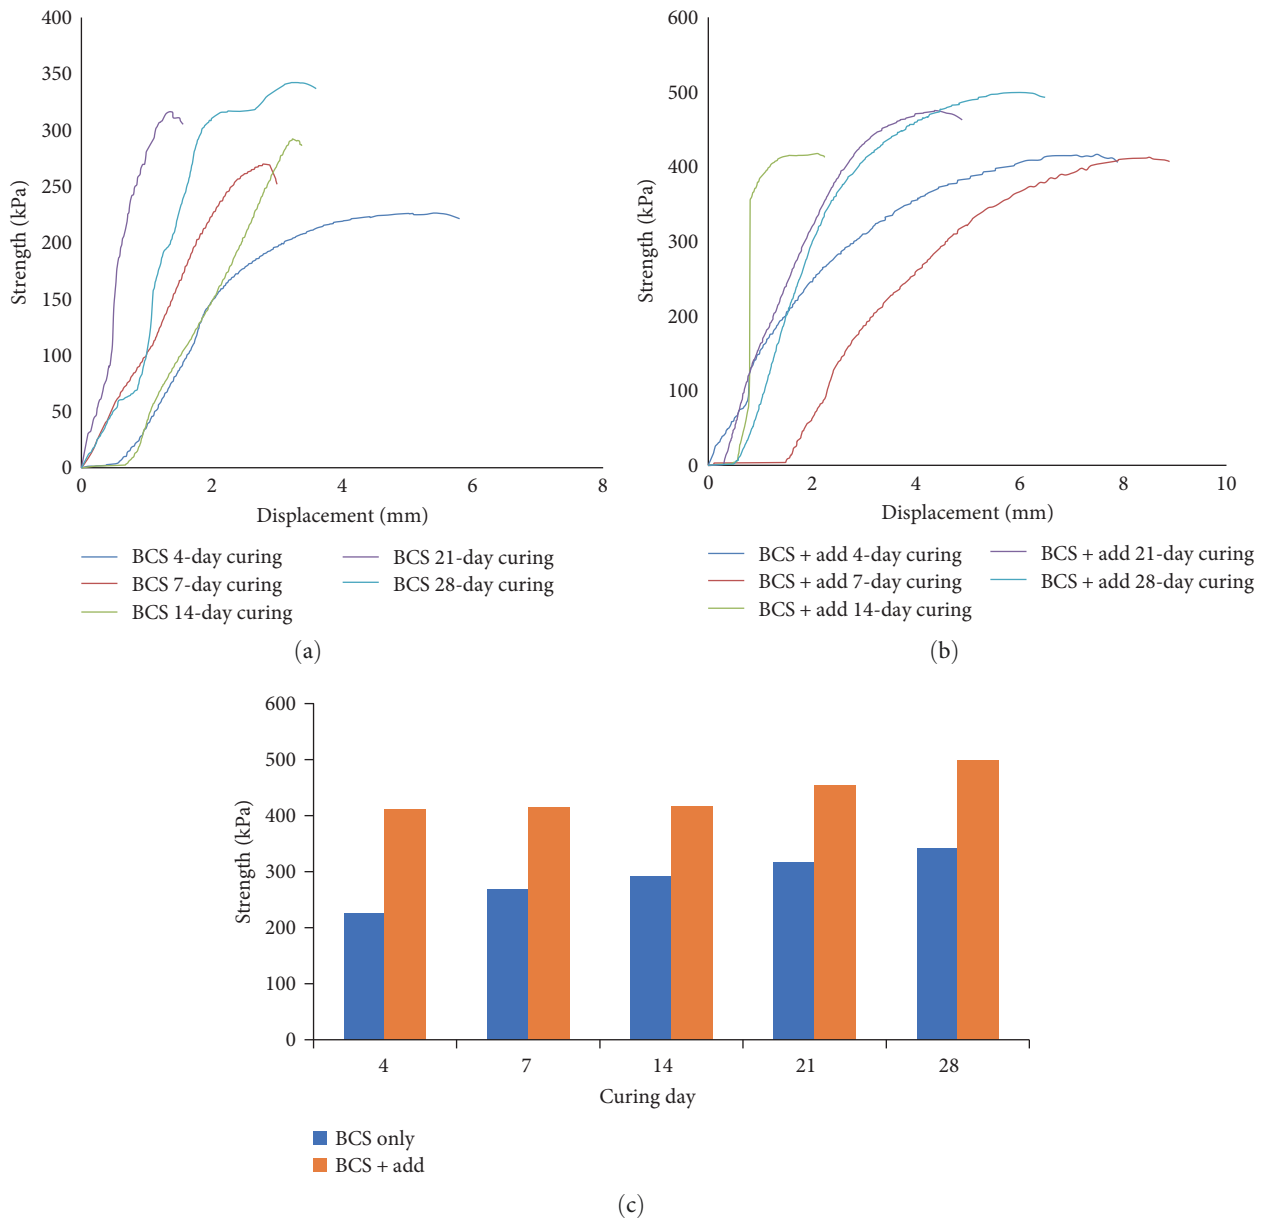 400
350
300
250
200
150
100
50
0
Strength (kPa)
0 2 4 6 8
Displacement (mm)
BCS 4-day curing
BCS 7-day curing
BCS 14-day curing
BCS 21-day curing
BCS 28-day curing
(a)
600
500
400
300
200
100
0
Strength (kPa)
0 2 4 6 8 10
Displacement (mm)
BCS + add 4-day curing
BCS + add 7-day curing
BCS + add 14-day curing
BCS + add 21-day curing
BCS + add 28-day curing
(b)
600
500
400
300
200
100
0
Strength (kPa)
4 7 14 21 28
Curing day
BCS only
BCS + add
(c)